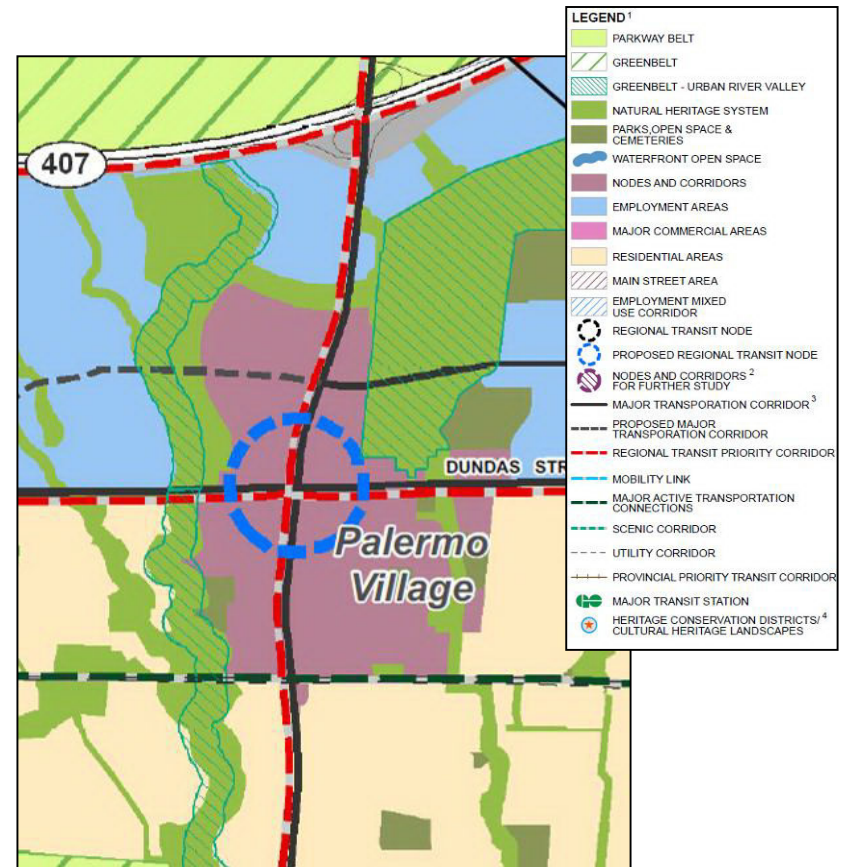 LEGEND 1
PARKWAY BELT
GREENBELT
GREENBELT - URBAN RIVER VALLEY
NATURAL HERITAGE SYSTEM
PARKS,OPEN SPACE &
CEMETERIES
WATERFRONT OPEN SPACE
NODES AND CORRIDORS
EMPLOYMENT AREAS
MAJOR COMMERCIAL AREAS
RESIDENTIAL AREAS
MAIN STREET AREA
EMPLOYMENT MIXED
USE CORRIDOR
REGIONAL TRANSIT NODE
PROPOSED REGIONAL TRANSIT NODE
NODES AND CORRIDORS 2
FOR FURTHER STUDY
MAJOR TRANSPORATION CORRIDOR 3
PROPOSED MAJOR
TRANSPORATION CORRIDOR
REGIONAL TRANSIT PRIORITY CORRIDOR
MOBILITY LINK
MAJOR ACTIVE TRANSPORTATION
CONNECTIONS
SCENIC CORRIDOR
UTILITY CORRIDOR
PROVINCIAL PRIORITY TRANSIT CORRIDOR
MAJOR TRANSIT STATION
HERITAGE CONSERVATION DISTRICTS/ 4
CULTURAL HERITAGE LANDSCAPES
407
DUNDAS STR
Palermo
Village